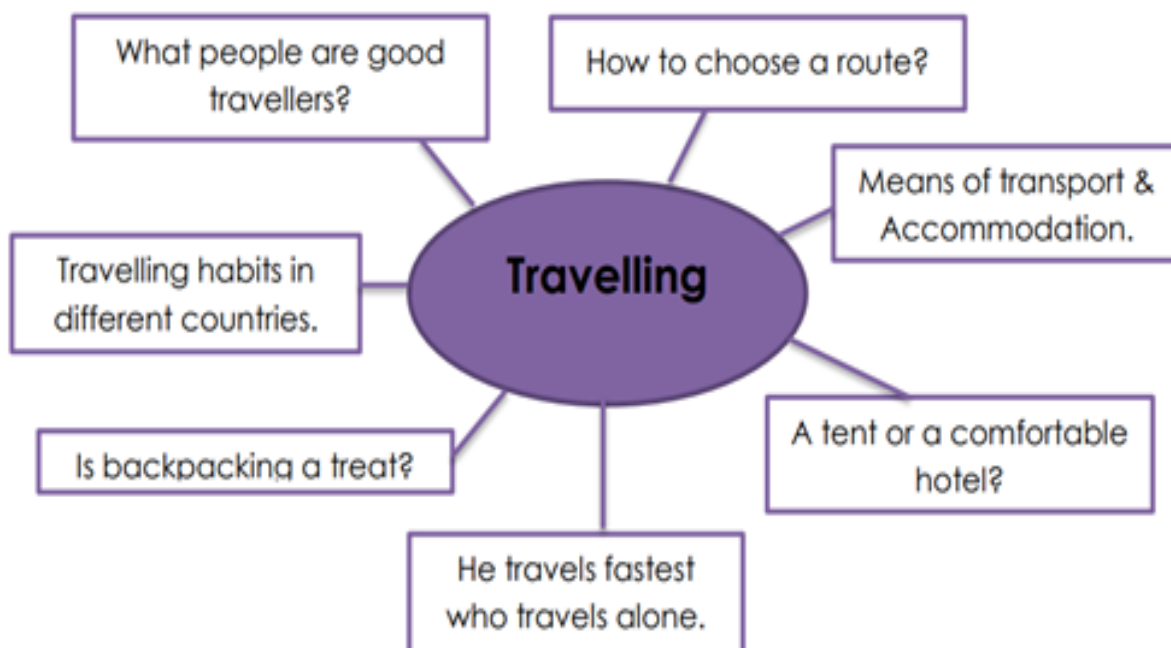 What people are good
travellers?
How to choose a route?
Means of transport &
Accommodation.
Travelling
Travelling habits in
different countries.
A tent or a comfortable
hotel?
Is backpacking a treat?
He travels fastest
who travels alone.